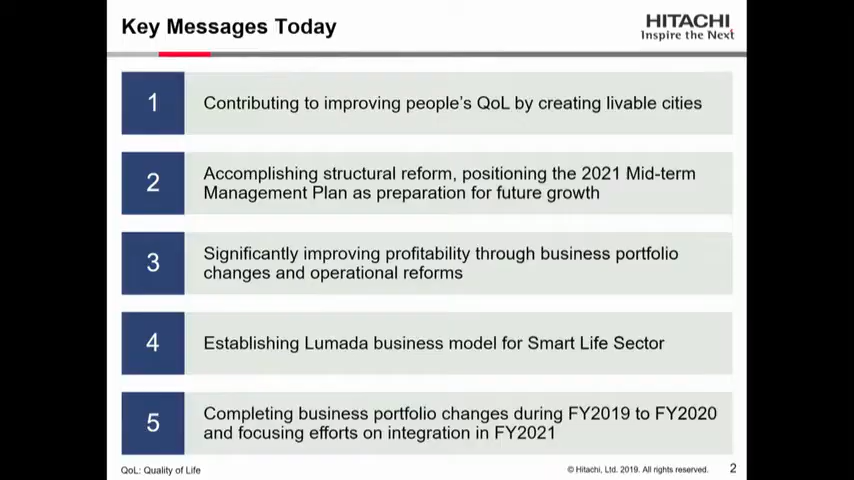 Key Messages Today
HITACHI
Inspire the Next
1
Contributing to improving people's QoL by creating livable cities
2
Accomplishing structural reform, positioning the 2021 Mid-term
Management Plan as preparation for future growth
3
Significantly improving profitability through business portfolio
changes and operational reforms
4
Establishing Lumada business model for Smart Life Sector
5
Completing business portfolio changes during FY2019 to FY2020
and focusing efforts on integration in FY2021
QoL: Quality of Life
© Hitachi, Ltd. 2019. All rights reserved.
2